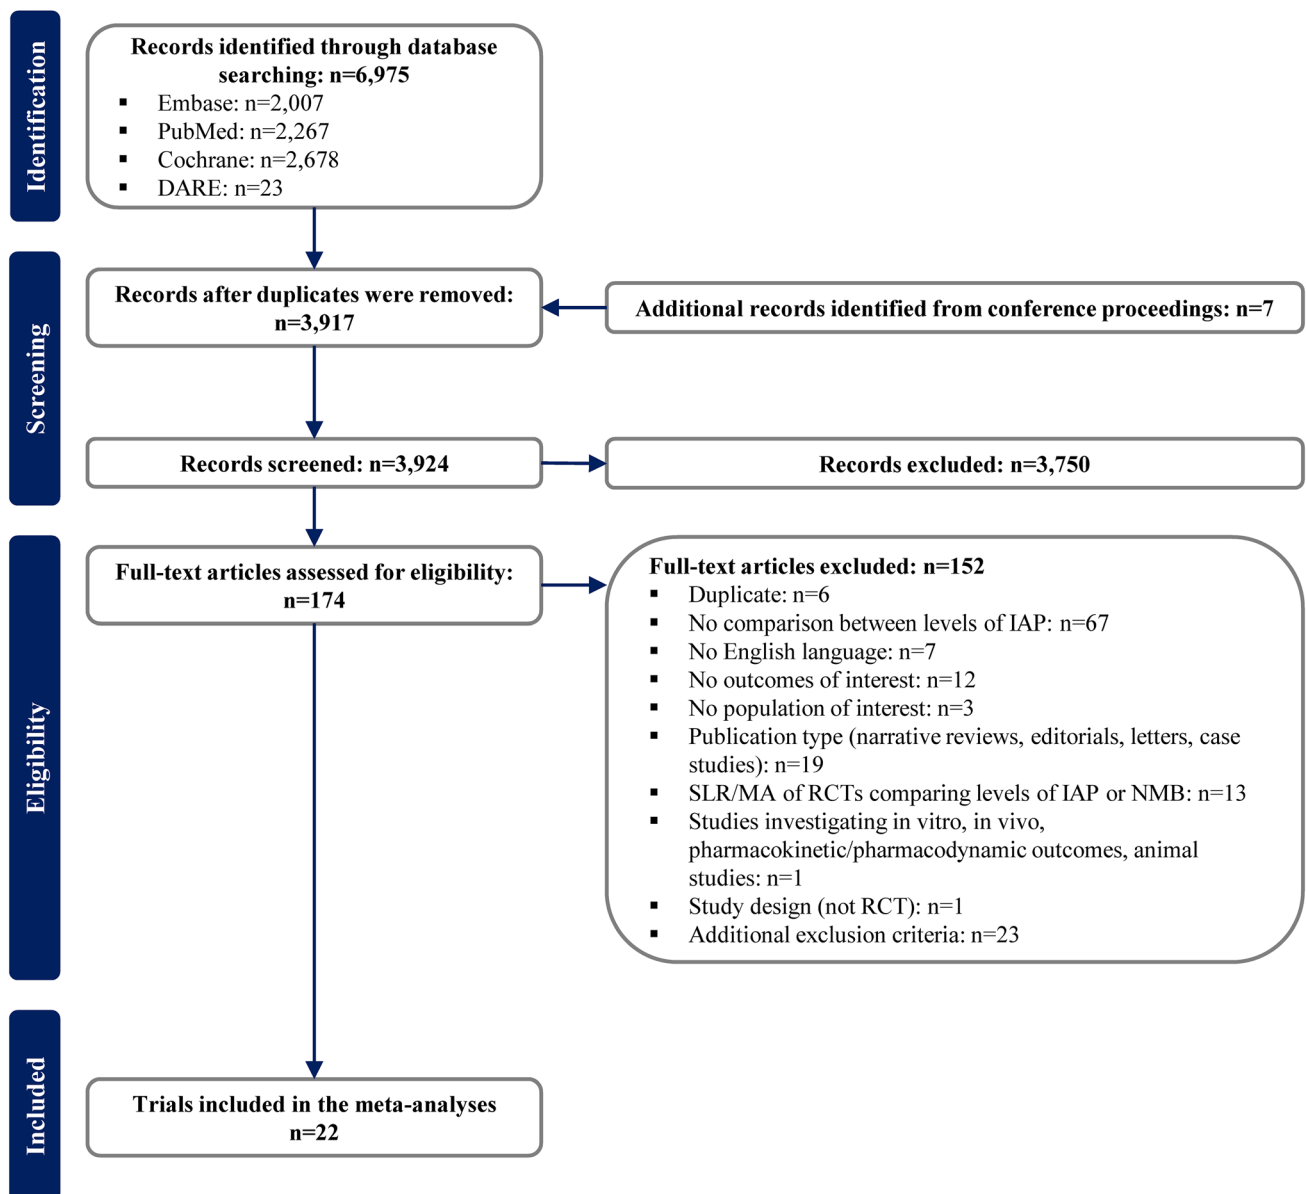 Identification
Records identified through database
searching: n=6,975
▪ Embase: n=2,007
▪ PubMed: n=2,267
▪ Cochrane: n=2,678
▪ DARE: n=23
Screening
Records after duplicates were removed:
n=3,917
Additional records identified from conference proceedings: n=7
Records screened: n=3,924
Records excluded: n=3,750
Eligibility
Full-text articles assessed for eligibility:
n=174
Full-text articles excluded: n=152
▪ Duplicate: n=6
▪ No comparison between levels of IAP: n=67
▪ No English language: n=7
▪ No outcomes of interest: n=12
▪ No population of interest: n=3
▪ Publication type (narrative reviews, editorials, letters, case
studies): n=19
▪ SLR/MA of RCTs comparing levels of IAP or NMB: n=13
▪ Studies investigating in vitro, in vivo,
pharmacokinetic/pharmacodynamic outcomes, animal
studies: n=1
▪ Study design (not RCT): n=1
▪ Additional exclusion criteria: n=23
Included
Trials included in the meta-analyses
n=22